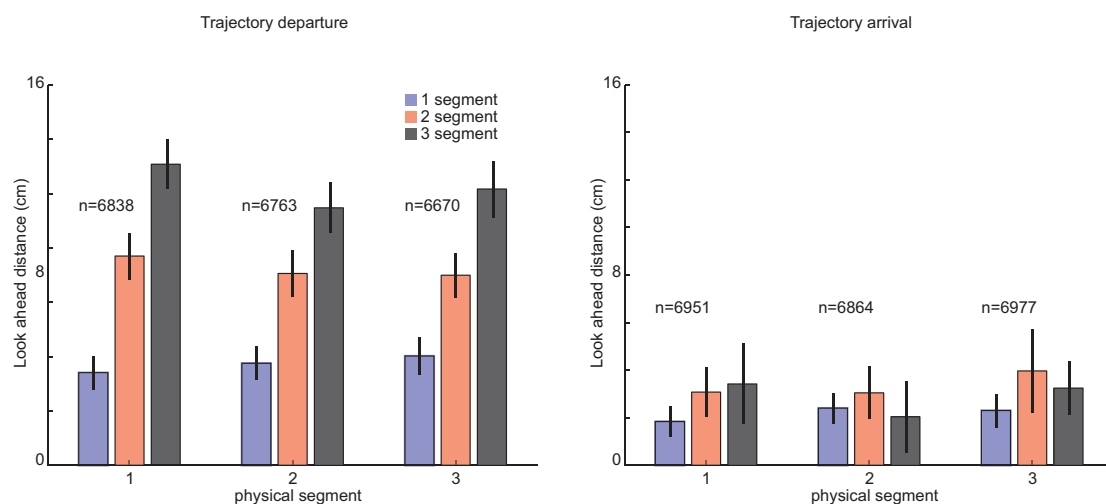 Trajectory departure
Look ahead distance (cm)
16
8
0
1 segment
2 segment
3 segment
n=6838
n=6763
n=6670
1
2
3
physical segment
Trajectory arrival
Look ahead distance (cm)
16
8
0
n=6951
n=6864
n=6977
1
2
3
physical segment